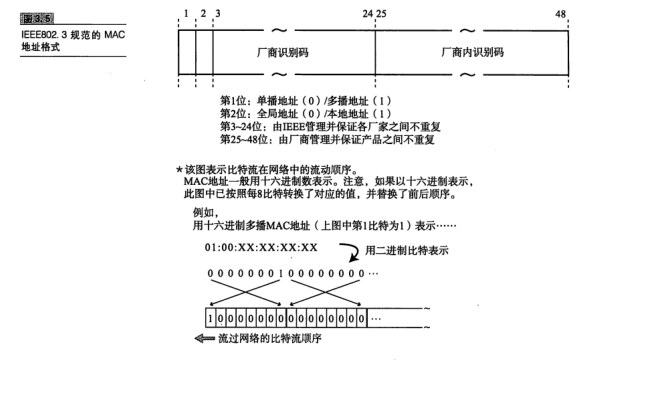 图3.5
IEEE802.3 规范的 MAC
地址格式
1 2 3 24 25 48
厂商识别码 厂商内识别码
第1位：单播地址（0）/多播地址（1）
第2位：全局地址（0）/本地地址（1）
第3~24位：由IEEE管理并保证各厂家之间不重复
第25~48位：由厂商管理并保证产品之间不重复
*该图表示比特流在网络中的流动顺序。
MAC地址一般用十六进制数表示。注意，如果以十六进制表示，
此图中已按照每8比特转换了对应的值，并替换了前后顺序。
例如，
用十六进制多播MAC地址（上图中第1比特为1）表示……
01:00:XX:XX:XX:XX
用二进制比特表示
0 0 0 0 0 0 0 1 0 0 0 0 0 0 0 0 …
1 0 0 0 0 0 0 0 0 0 0 0 0 0 0 0 …
流过网络的比特流顺序